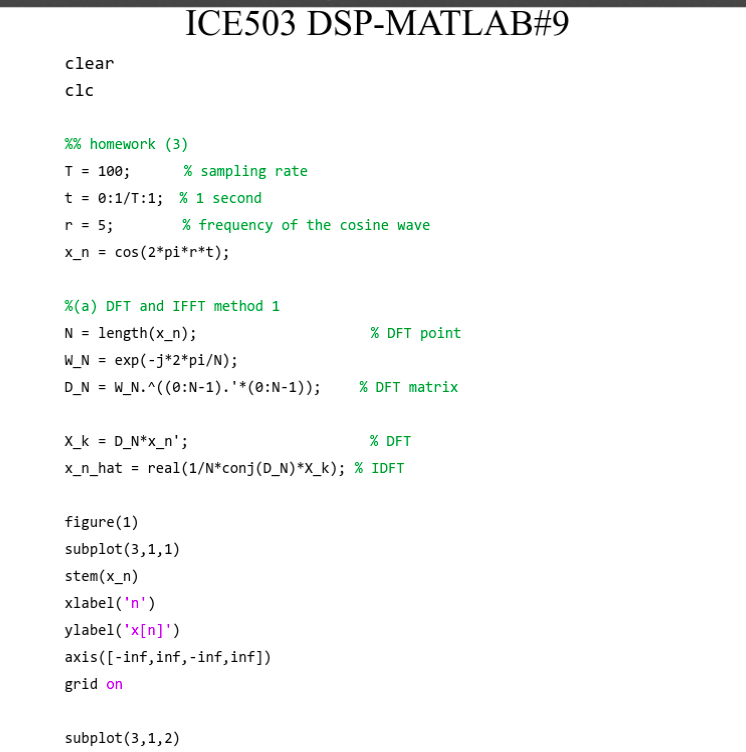 ICE503 DSP-MATLAB#9
clear
clc
%% homework (3)
T = 100;      % sampling rate
t = 0:1/T:1;  % 1 second
r = 5;        % frequency of the cosine wave
x_n = cos(2*pi*r*t);
%(a) DFT and IFFT method 1
N = length(x_n);                     % DFT point
W_N = exp(-j*2*pi/N);
D_N = W_N.^((0:N-1).'*(0:N-1));     % DFT matrix
X_k = D_N*x_n';                      % DFT
x_n_hat = real(1/N*conj(D_N)*X_k); % IDFT
figure(1)
subplot(3,1,1)
stem(x_n)
xlabel('n')
ylabel('x[n]')
axis([-inf,inf,-inf,inf])
grid on
subplot(3,1,2)